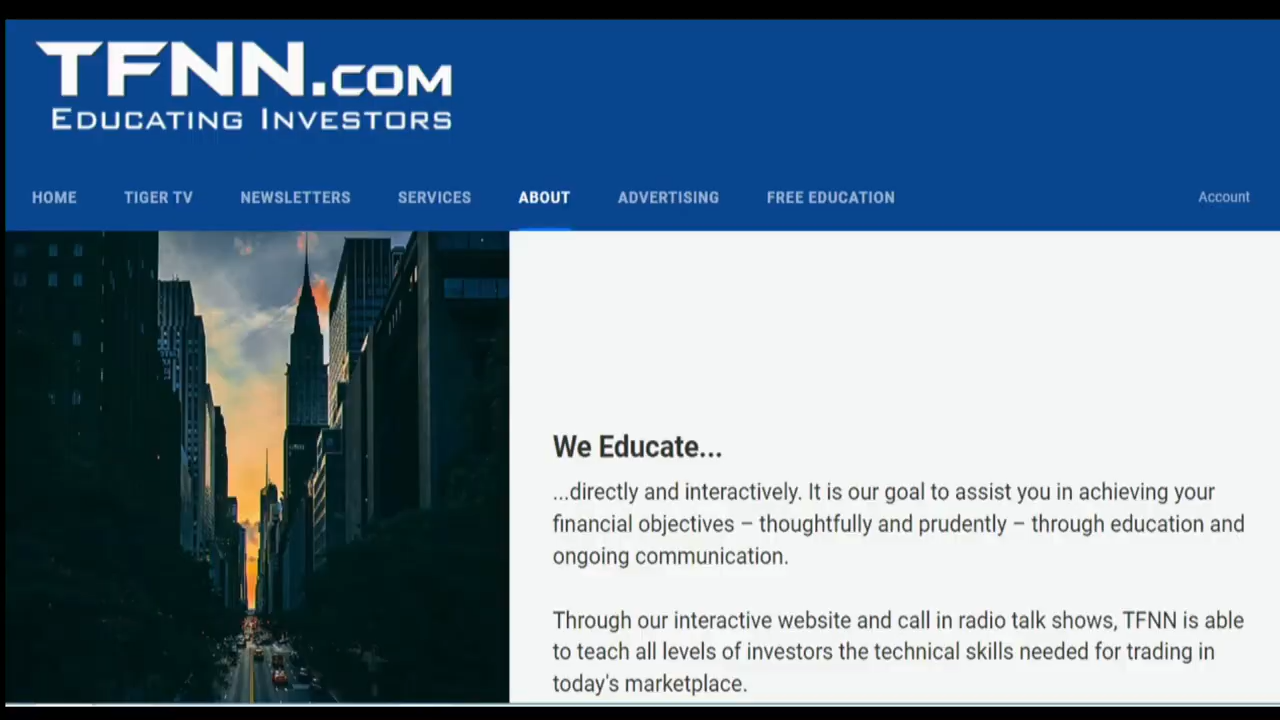 TFNN.COM
EDUCATING INVESTORS
HOME TIGER TV NEWSLETTERS SERVICES ABOUT ADVERTISING FREE EDUCATION Account
We Educate...
...directly and interactively. It is our goal to assist you in achieving your
financial objectives – thoughtfully and prudently – through education and
ongoing communication.
Through our interactive website and call in radio talk shows, TFNN is able
to teach all levels of investors the technical skills needed for trading in
today's marketplace.